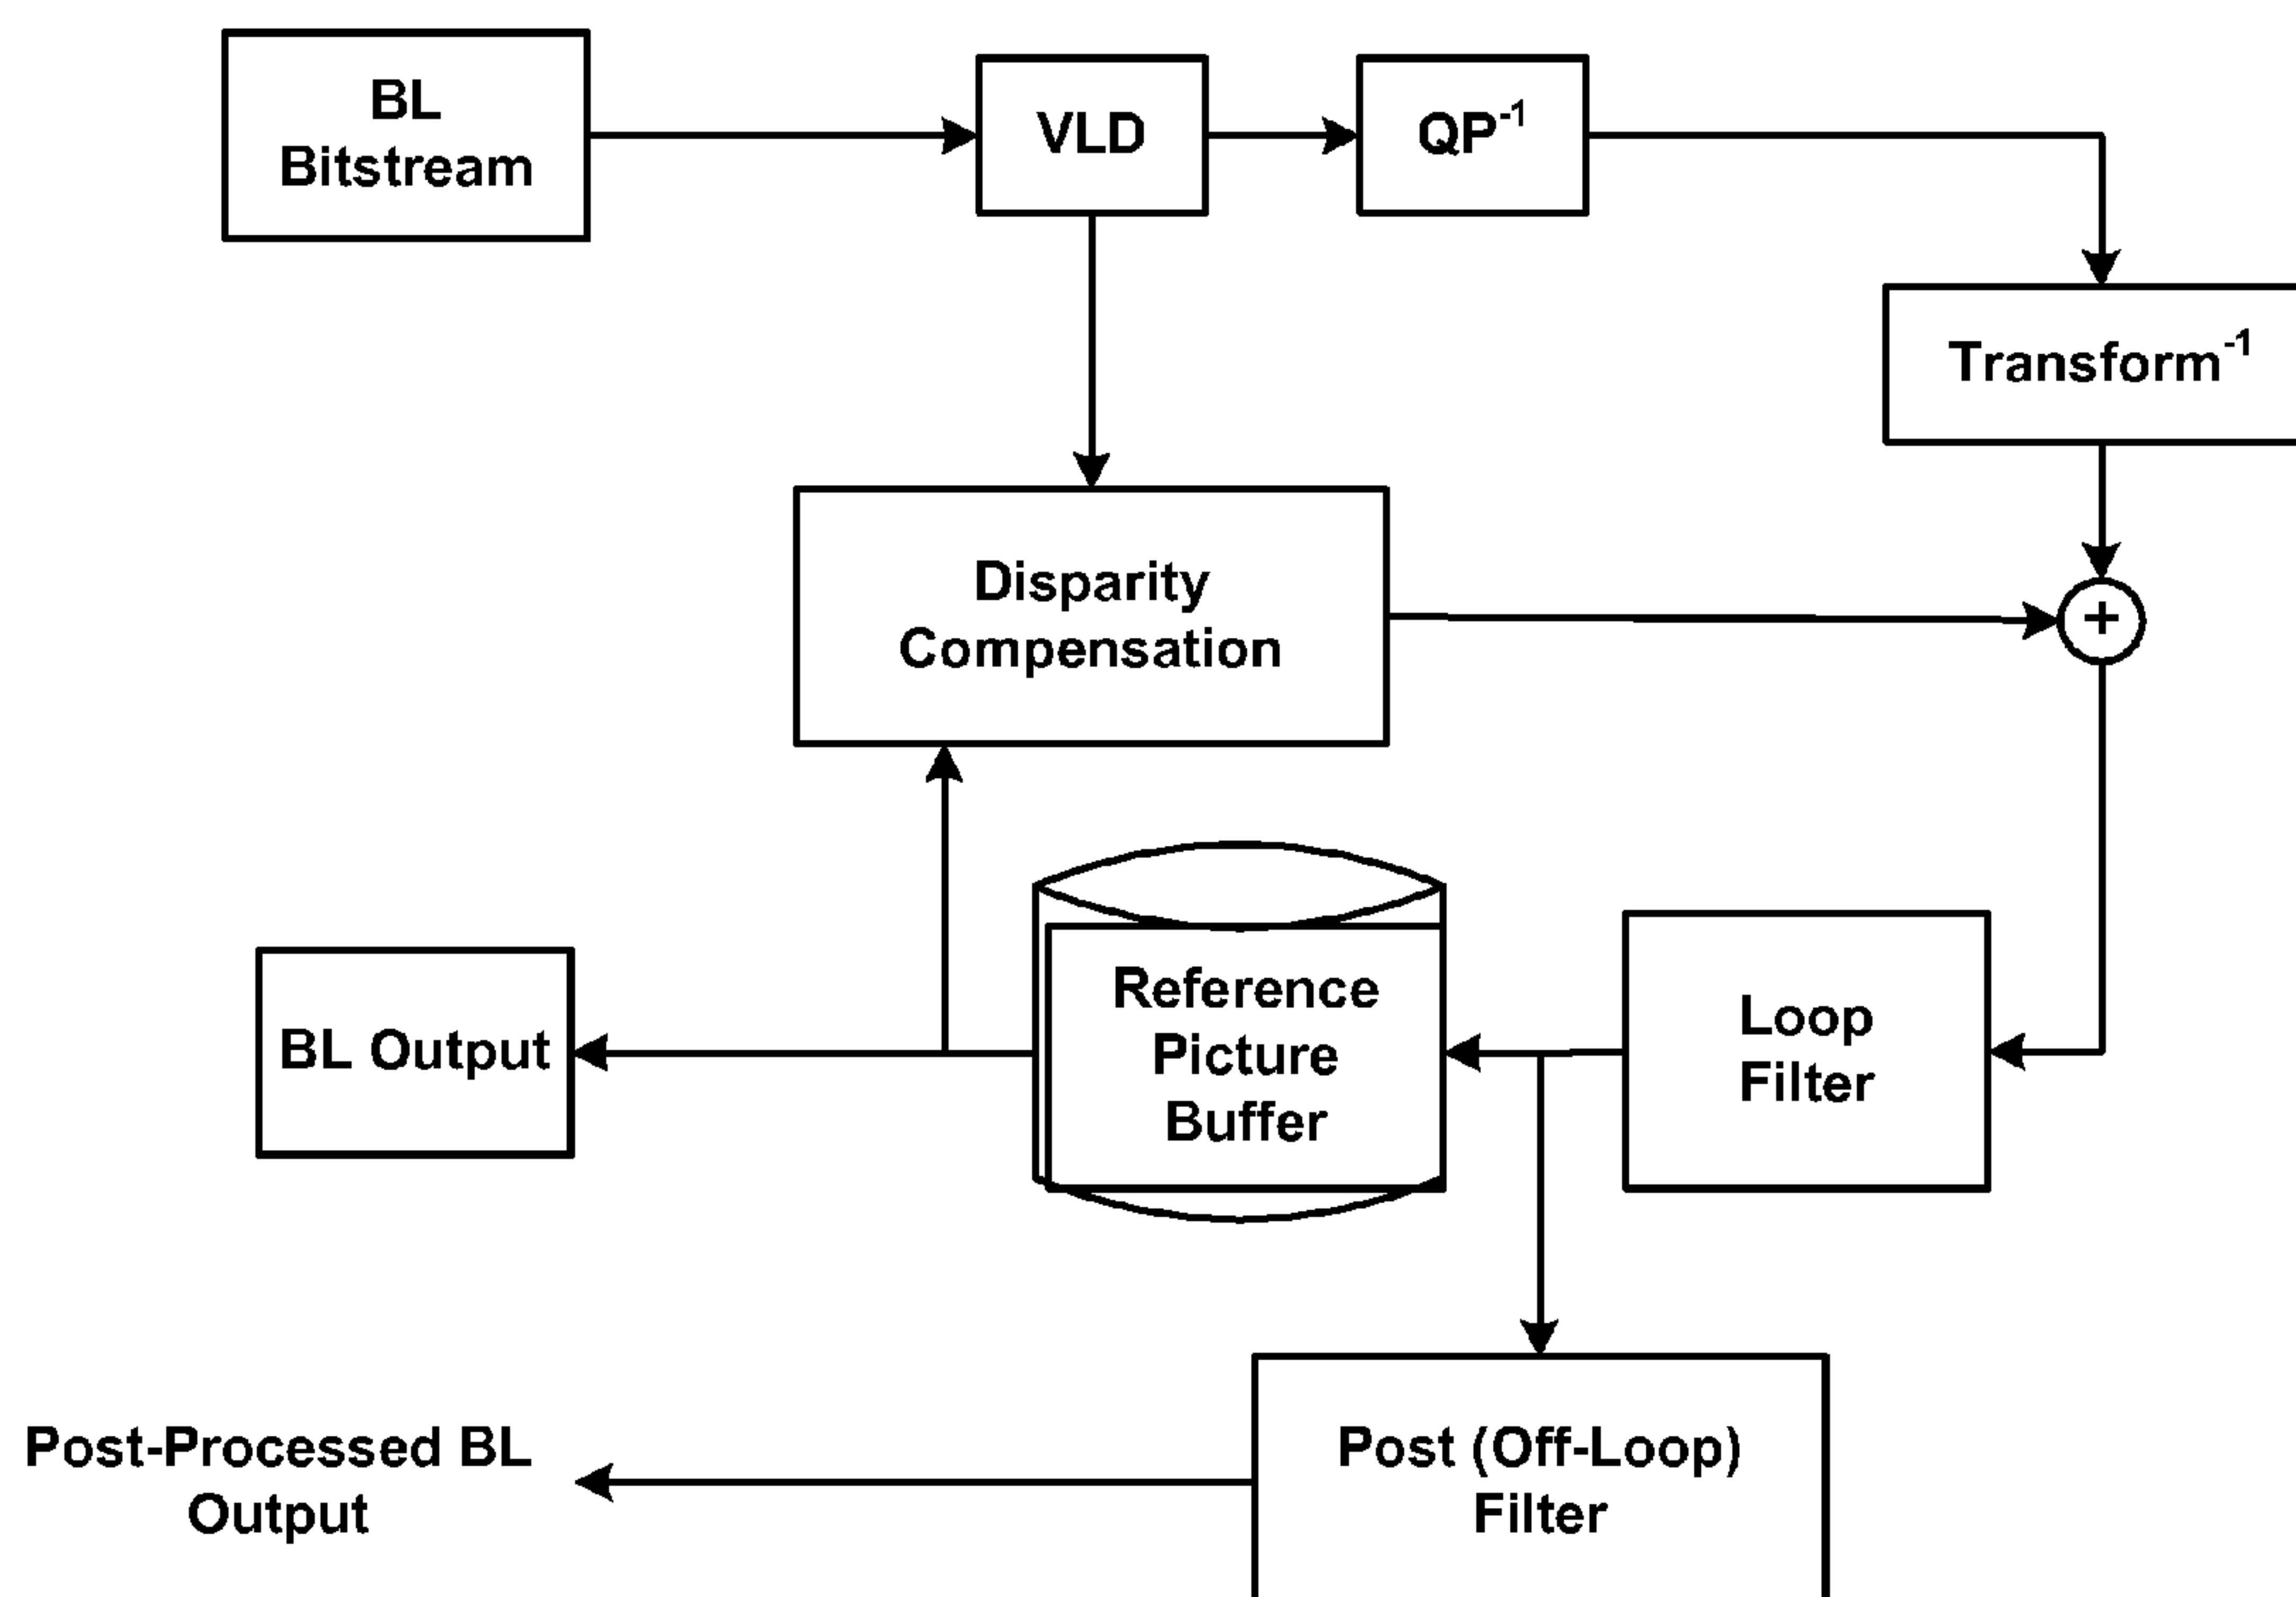 BL
Bitstream
VLD
QP⁻¹
Transform⁻¹
Disparity
Compensation
+
BL Output
Reference
Picture
Buffer
Loop
Filter
Post-Processed BL
Output
Post (Off-Loop)
Filter